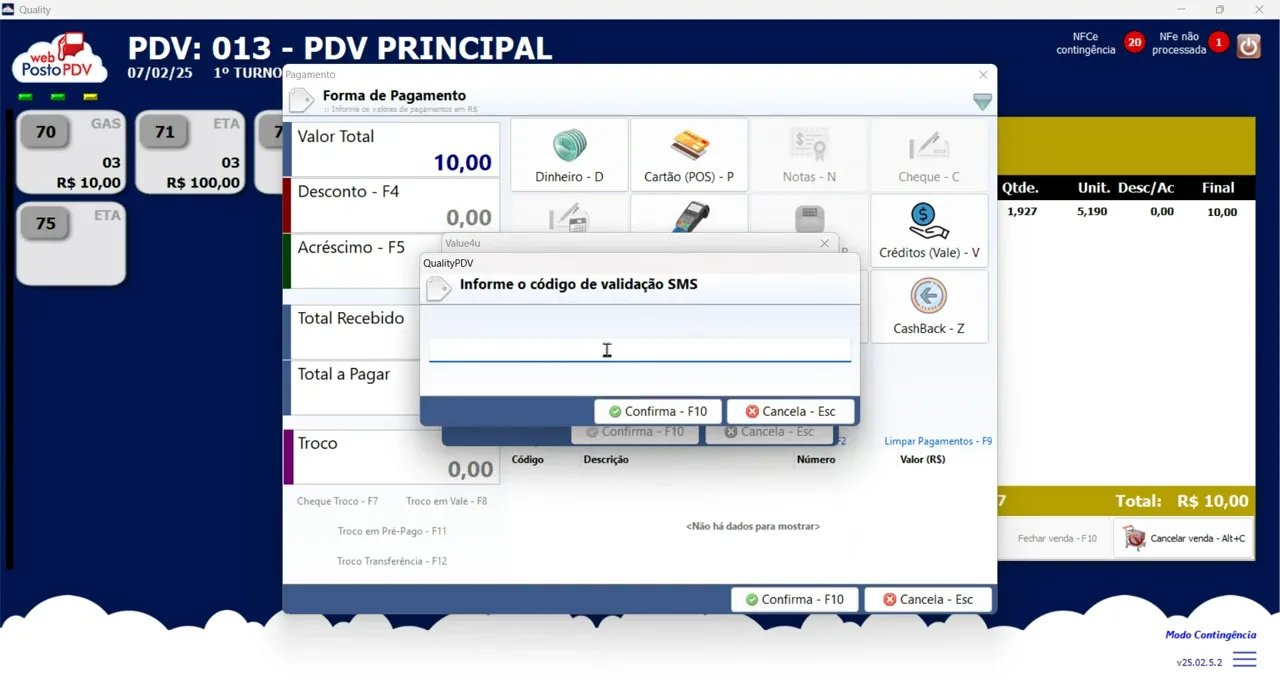 Quality
web
PostoPDV
PDV: 013 - PDV PRINCIPAL
07/02/25 1º TURNO
NFCe
contingência
20
NFe não
processada
1
70 GAS
03
R$ 10,00
71 ETA
03
R$ 100,00
7
75 ETA
Pagamento
Forma de Pagamento
:: Informe os valores de pagamentos em R$
Valor Total
10,00
Desconto - F4
0,00
Acréscimo - F5
Total Recebido
Total a Pagar
Troco
0,00
Cheque Troco - F7 Troco em Vale - F8
Troco em Pré-Pago - F11
Troco Transferência - F12
Dinheiro - D
Cartão (POS) - P
Notas - N
Cheque - C
Créditos (Vale) - V
CashBack - Z
Value4u
QualityPDV
Informe o código de validação SMS
Confirma - F10 Cancela - Esc
Confirma - F10 Cancela - Esc
F2
Limpar Pagamentos - F9
Código Descrição Número Valor (R$)
<Não há dados para mostrar>
Confirma - F10 Cancela - Esc
Qtde. Unit. Desc/Ac Final
1,927 5,190 0,00 10,00
7 Total: R$ 10,00
Fechar venda - F10
Cancelar venda - Alt+C
Modo Contingência
v25.02.5.2